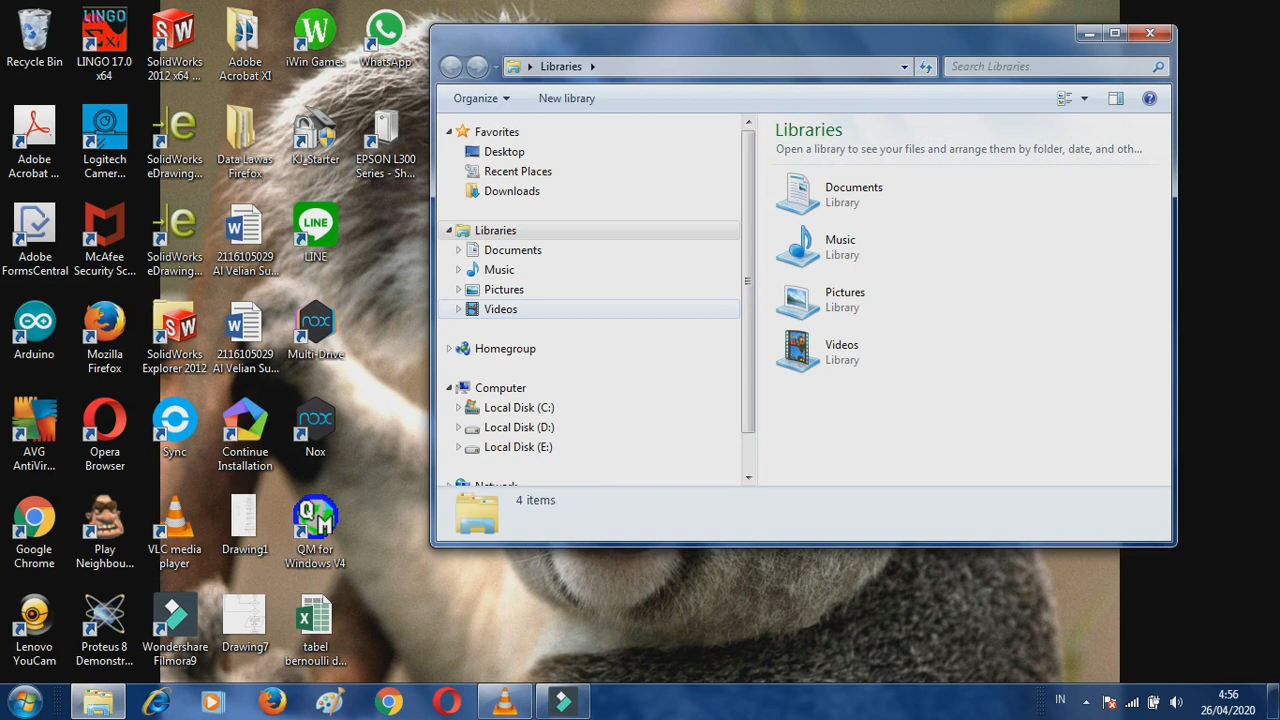 Recycle Bin
LINGO 17.0
x64
SolidWorks
2012 x64 ...
Adobe
Acrobat XI
iWin Games
WhatsApp
Adobe
Acrobat ...
Logitech
Camer...
SolidWorks
eDrawing...
Data Lawas
Firefox
KJ_Starter
EPSON L300
Series - Sh...
Adobe
FormsCentral
McAfee
Security Sc...
SolidWorks
eDrawing...
2116105029
Al Velian Su...
LINE
LINE
Arduino
Mozilla
Firefox
SolidWorks
Explorer 2012
2116105029
Al Velian Su...
nox
Multi-Drive
AVG
AntiVir...
Opera
Browser
Sync
Continue
Installation
nox
Nox
Google
Chrome
Play
Neighbou...
VLC media
player
Drawing1
QM
QM for
Windows V4
Lenovo
YouCam
Proteus 8
Demonstr...
Wondershare
Filmora9
Drawing7
tabel
bernoulli d...
Libraries
Search Libraries
Organize
New library
Favorites
Desktop
Recent Places
Downloads
Libraries
Documents
Music
Pictures
Videos
Homegroup
Computer
Local Disk (C:)
Local Disk (D:)
Local Disk (E:)
Network
Libraries
Open a library to see your files and arrange them by folder, date, and oth...
Documents
Library
Music
Library
Pictures
Library
Videos
Library
4 items
IN
4:56
26/04/2020